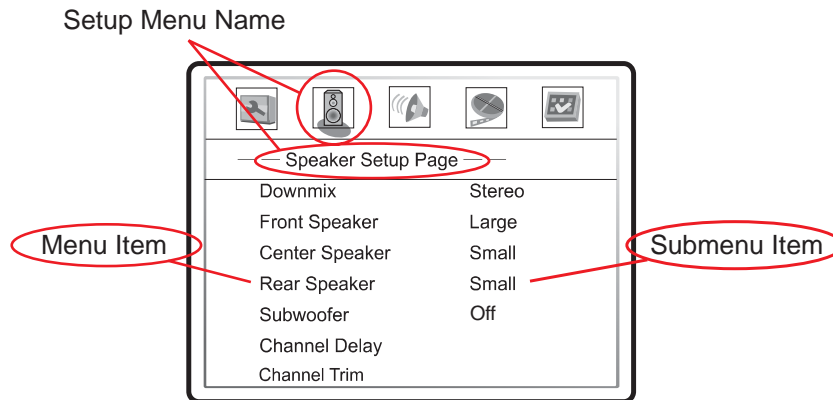 Setup Menu Name
Speaker Setup Page
Downmix Stereo
Front Speaker Large
Center Speaker Small
Rear Speaker Small
Subwoofer Off
Channel Delay
Channel Trim
Menu Item
Submenu Item